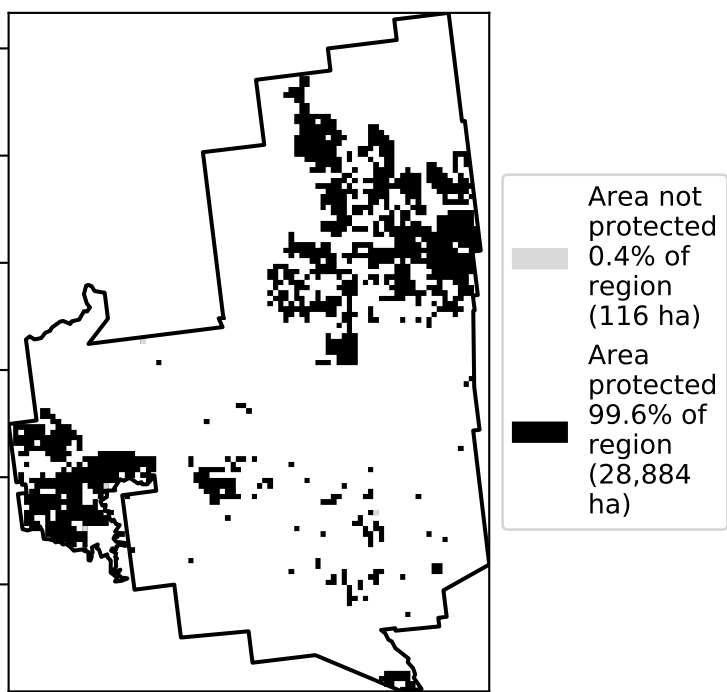 Area not
protected
0.4% of
region
(116 ha)
Area
protected
99.6% of
region
(28,884
ha)